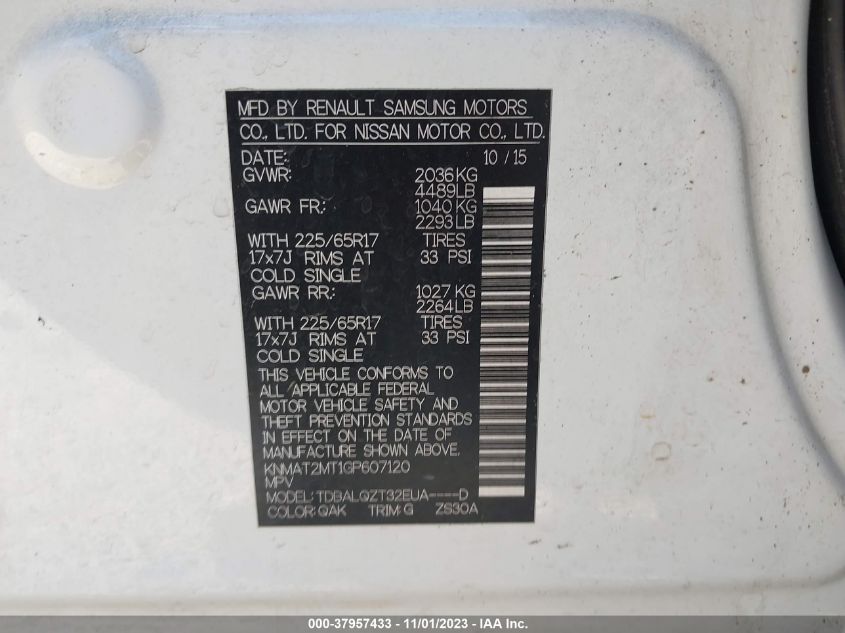 MFD BY RENAULT SAMSUNG MOTORS
CO., LTD. FOR NISSAN MOTOR CO., LTD.
DATE: 10 / 15
GVWR: 2036 KG
4489 LB
GAWR FR: 1040 KG
2293 LB
WITH 225/65R17 TIRES
17x7J RIMS AT 33 PSI
COLD SINGLE
GAWR RR: 1027 KG
2264 LB
WITH 225/65R17 TIRES
17x7J RIMS AT 33 PSI
COLD SINGLE
THIS VEHICLE CONFORMS TO
ALL APPLICABLE FEDERAL
MOTOR VEHICLE SAFETY AND
THEFT PREVENTION STANDARDS
IN EFFECT ON THE DATE OF
MANUFACTURE SHOWN ABOVE.
KNMAT2MT1GP607120
MPV
MODEL: TDBALQZT32EUA----D
COLOR: QAK TRIM: G ZS30A
000-37957433 - 11/01/2023 - IAA Inc.